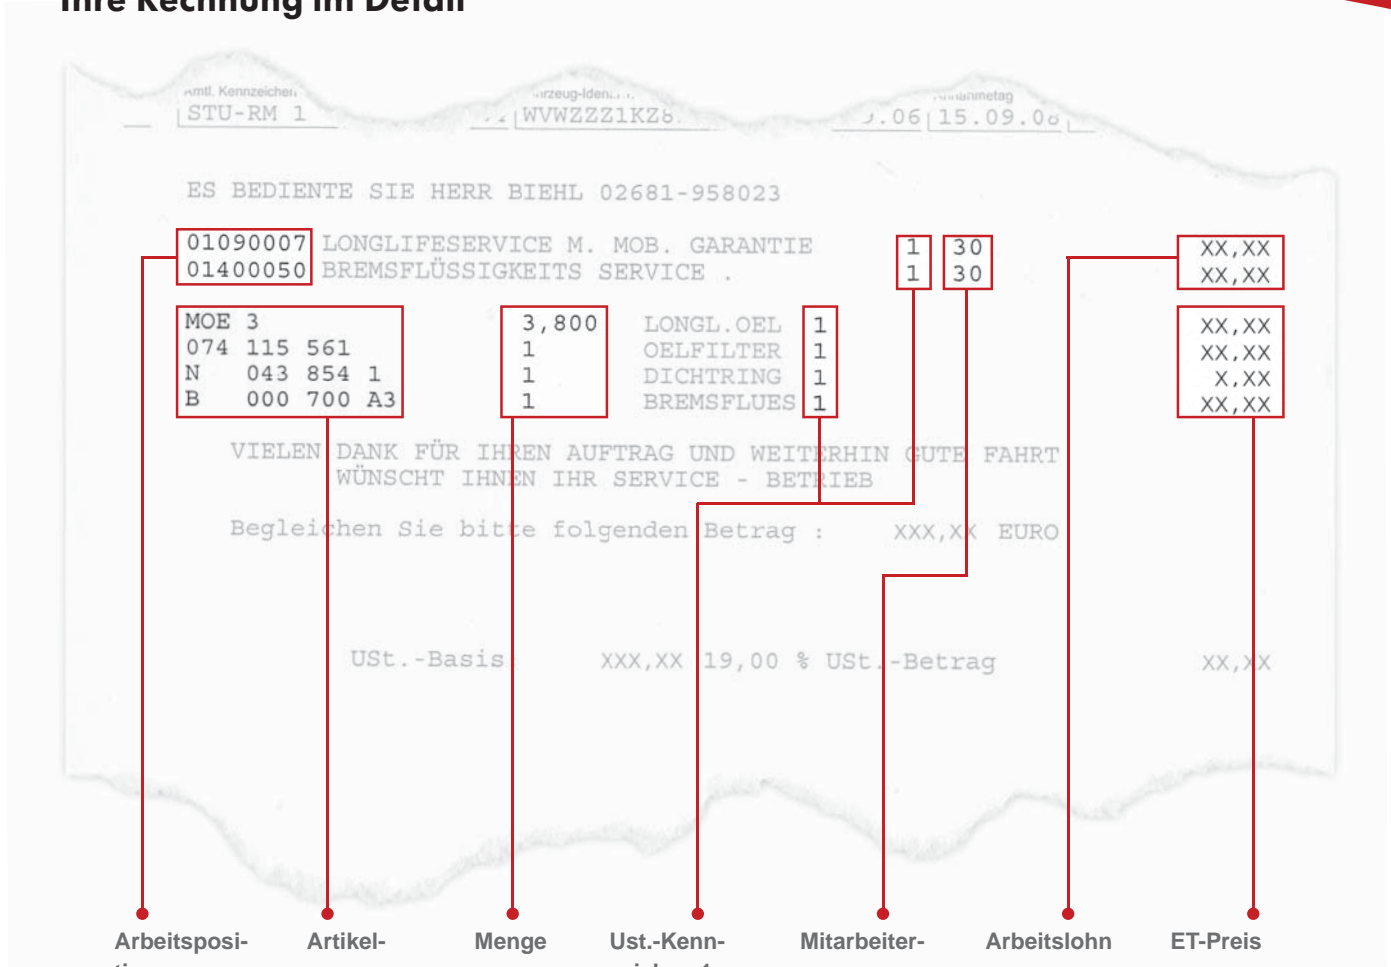 Ihre Rechnung im Detail
Amtl. Kennzeichen
STU-RM 1 WVWZZZ1KZ8 .06 15.09.08
ES BEDIENTE SIE HERR BIEHL 02681-958023
01090007 LONGLIFESERVICE M. MOB. GARANTIE 1 30 XX,XX
01400050 BREMSFLÜSSIGKEITS SERVICE . 1 30 XX,XX
MOE 3 3,800 LONGL.OEL 1 XX,XX
074 115 561 1 OELFILTER 1 XX,XX
N 043 854 1 1 DICHTRING 1 X,XX
B 000 700 A3 1 BREMSFLUES 1 XX,XX
VIELEN DANK FÜR IHREN AUFTRAG UND WEITERHIN GUTE FAHRT
WÜNSCHT IHNEN IHR SERVICE - BETRIEB
Begleichen Sie bitte folgenden Betrag : XXX,XX EURO
USt.-Basis: XXX,XX 19,00 % USt.-Betrag XX,XX
Arbeitsposi- Artikel- Menge Ust.-Kenn- Mitarbeiter- Arbeitslohn ET-Preis